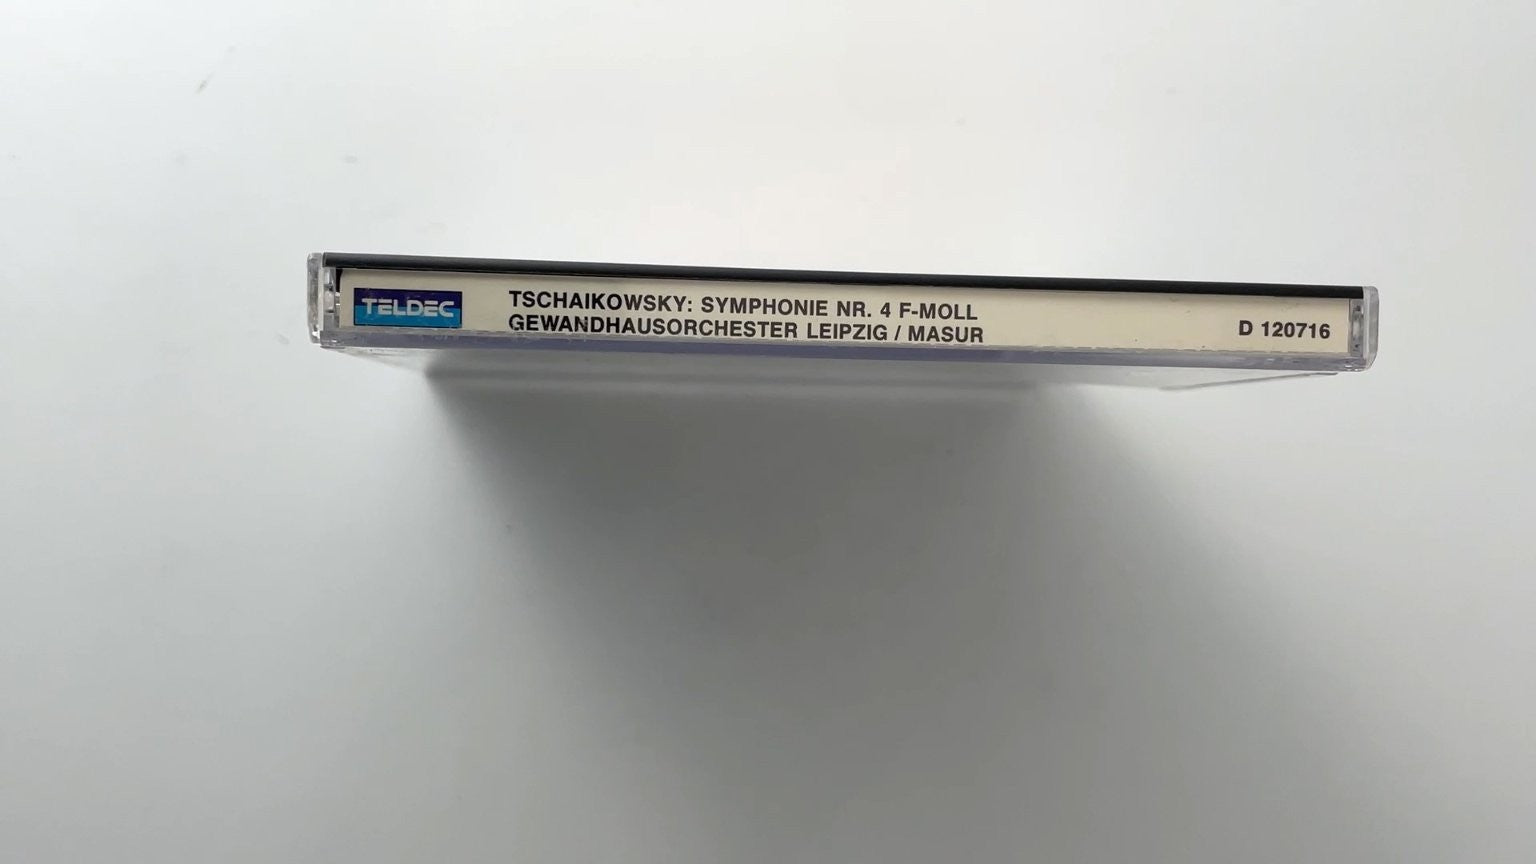 TELDEC
TSCHAIKOWSKY: SYMPHONIE NR. 4 F-MOLL
GEWANDHAUSORCHESTER LEIPZIG / MASUR
D 120716